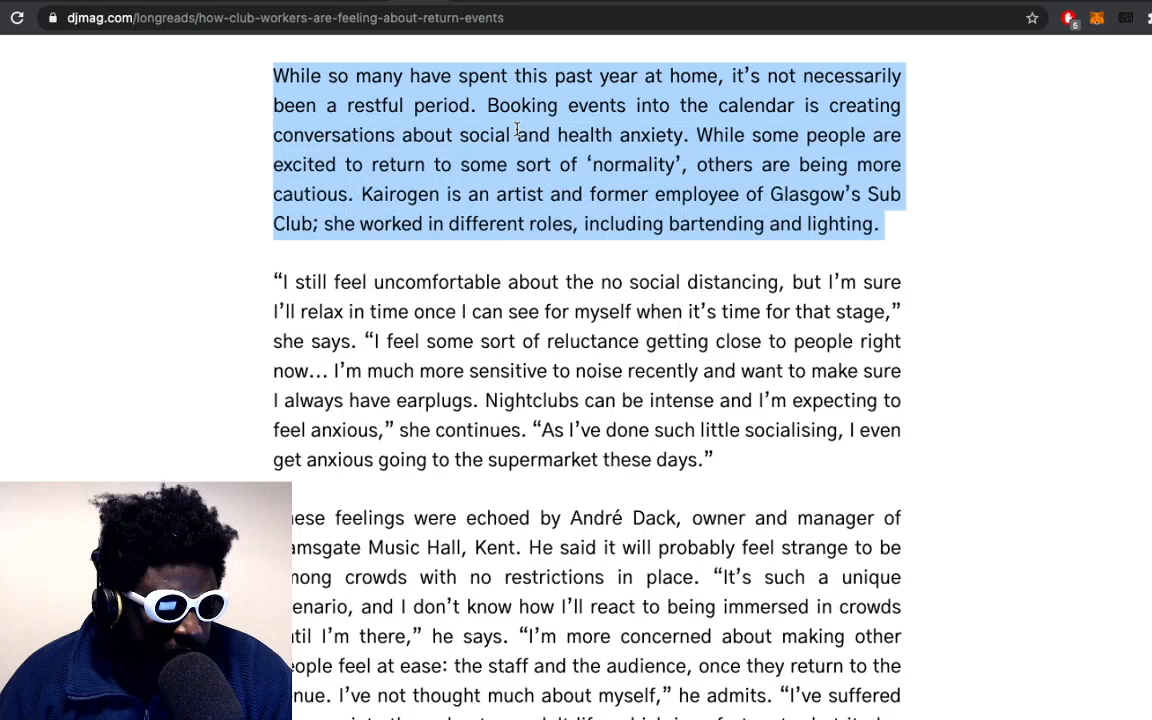 djmag.com/longreads/how-club-workers-are-feeling-about-return-events
5
While so many have spent this past year at home, it’s not necessarily
been a restful period. Booking events into the calendar is creating
conversations about social and health anxiety. While some people are
excited to return to some sort of ‘normality’, others are being more
cautious. Kairogen is an artist and former employee of Glasgow’s Sub
Club; she worked in different roles, including bartending and lighting.
“I still feel uncomfortable about the no social distancing, but I’m sure
I’ll relax in time once I can see for myself when it’s time for that stage,”
she says. “I feel some sort of reluctance getting close to people right
now… I’m much more sensitive to noise recently and want to make sure
I always have earplugs. Nightclubs can be intense and I’m expecting to
feel anxious,” she continues. “As I’ve done such little socialising, I even
get anxious going to the supermarket these days.”
hese feelings were echoed by André Dack, owner and manager of
amsgate Music Hall, Kent. He said it will probably feel strange to be
mong crowds with no restrictions in place. “It’s such a unique
enario, and I don’t know how I’ll react to being immersed in crowds
til I’m there,” he says. “I’m more concerned about making other
eople feel at ease: the staff and the audience, once they return to the
nue. I’ve not thought much about myself,” he admits. “I’ve suffered